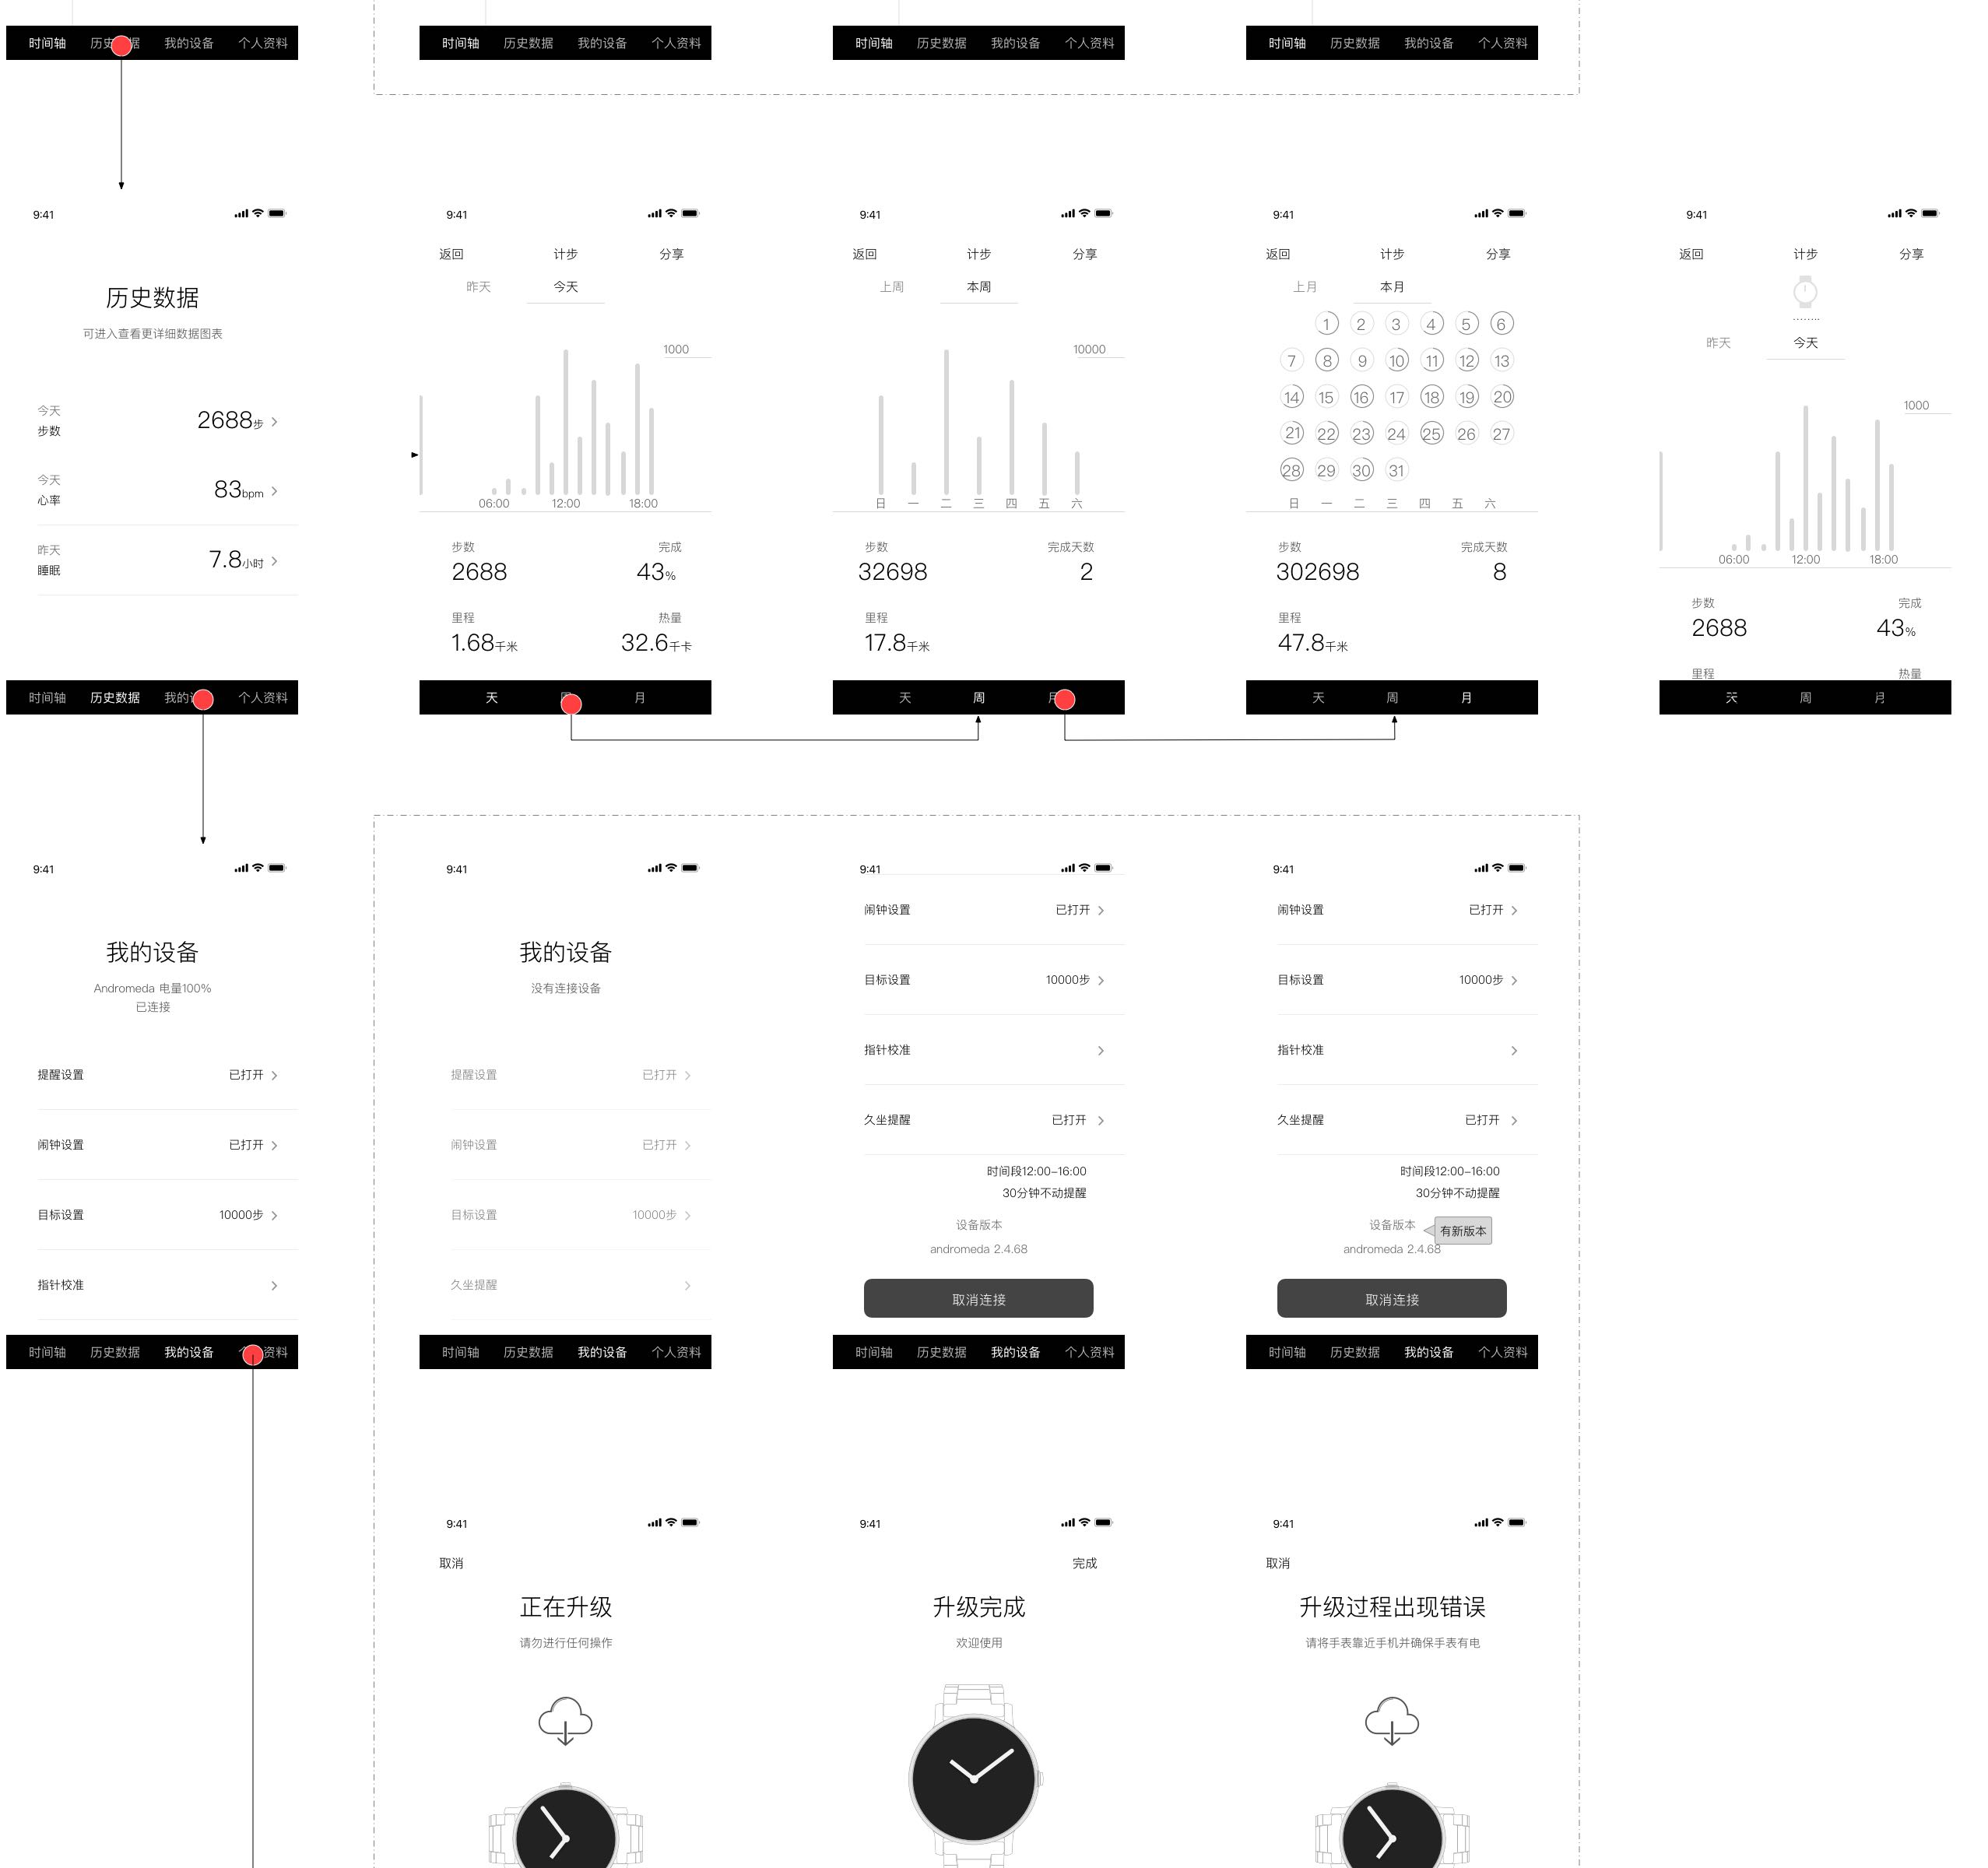 时间轴 历史数据 我的设备 个人资料
时间轴 历史数据 我的设备 个人资料
时间轴 历史数据 我的设备 个人资料
时间轴 历史数据 我的设备 个人资料
9:41
历史数据
可进入查看更详细数据图表
今天
步数
2688步
今天
心率
83bpm
昨天
睡眠
7.8小时
时间轴 历史数据 我的 个人资料
9:41
返回 计步 分享
昨天 今天
1000
06:00 12:00 18:00
步数 完成
2688 43%
里程 热量
1.68千米 32.6千卡
天 周 月
9:41
返回 计步 分享
上周 本周
10000
日 一 二 三 四 五 六
步数 完成天数
32698 2
里程
17.8千米
天 周 月
9:41
返回 计步 分享
上月 本月
1 2 3 4 5 6
7 8 9 10 11 12 13
14 15 16 17 18 19 20
21 22 23 24 25 26 27
28 29 30 31
日 一 二 三 四 五 六
步数 完成天数
302698 8
里程
47.8千米
天 周 月
9:41
返回 计步 分享
昨天 今天
1000
06:00 12:00 18:00
步数 完成
2688 43%
里程 热量
天 周 月
9:41
我的设备
Andromeda 电量100%
已连接
提醒设置 已打开
闹钟设置 已打开
目标设置 10000步
指针校准
时间轴 历史数据 我的设备 个人资料
9:41
我的设备
没有连接设备
提醒设置 已打开
闹钟设置 已打开
目标设置 10000步
久坐提醒
时间轴 历史数据 我的设备 个人资料
9:41
闹钟设置 已打开
目标设置 10000步
指针校准
久坐提醒 已打开
时间段12:00-16:00
30分钟不动提醒
设备版本
andromeda 2.4.68
取消连接
时间轴 历史数据 我的设备 个人资料
9:41
闹钟设置 已打开
目标设置 10000步
指针校准
久坐提醒 已打开
时间段12:00-16:00
30分钟不动提醒
设备版本 有新版本
andromeda 2.4.68
取消连接
时间轴 历史数据 我的设备 个人资料
9:41
取消
正在升级
请勿进行任何操作
9:41
完成
升级完成
欢迎使用
9:41
取消
升级过程出现错误
请将手表靠近手机并确保手表有电